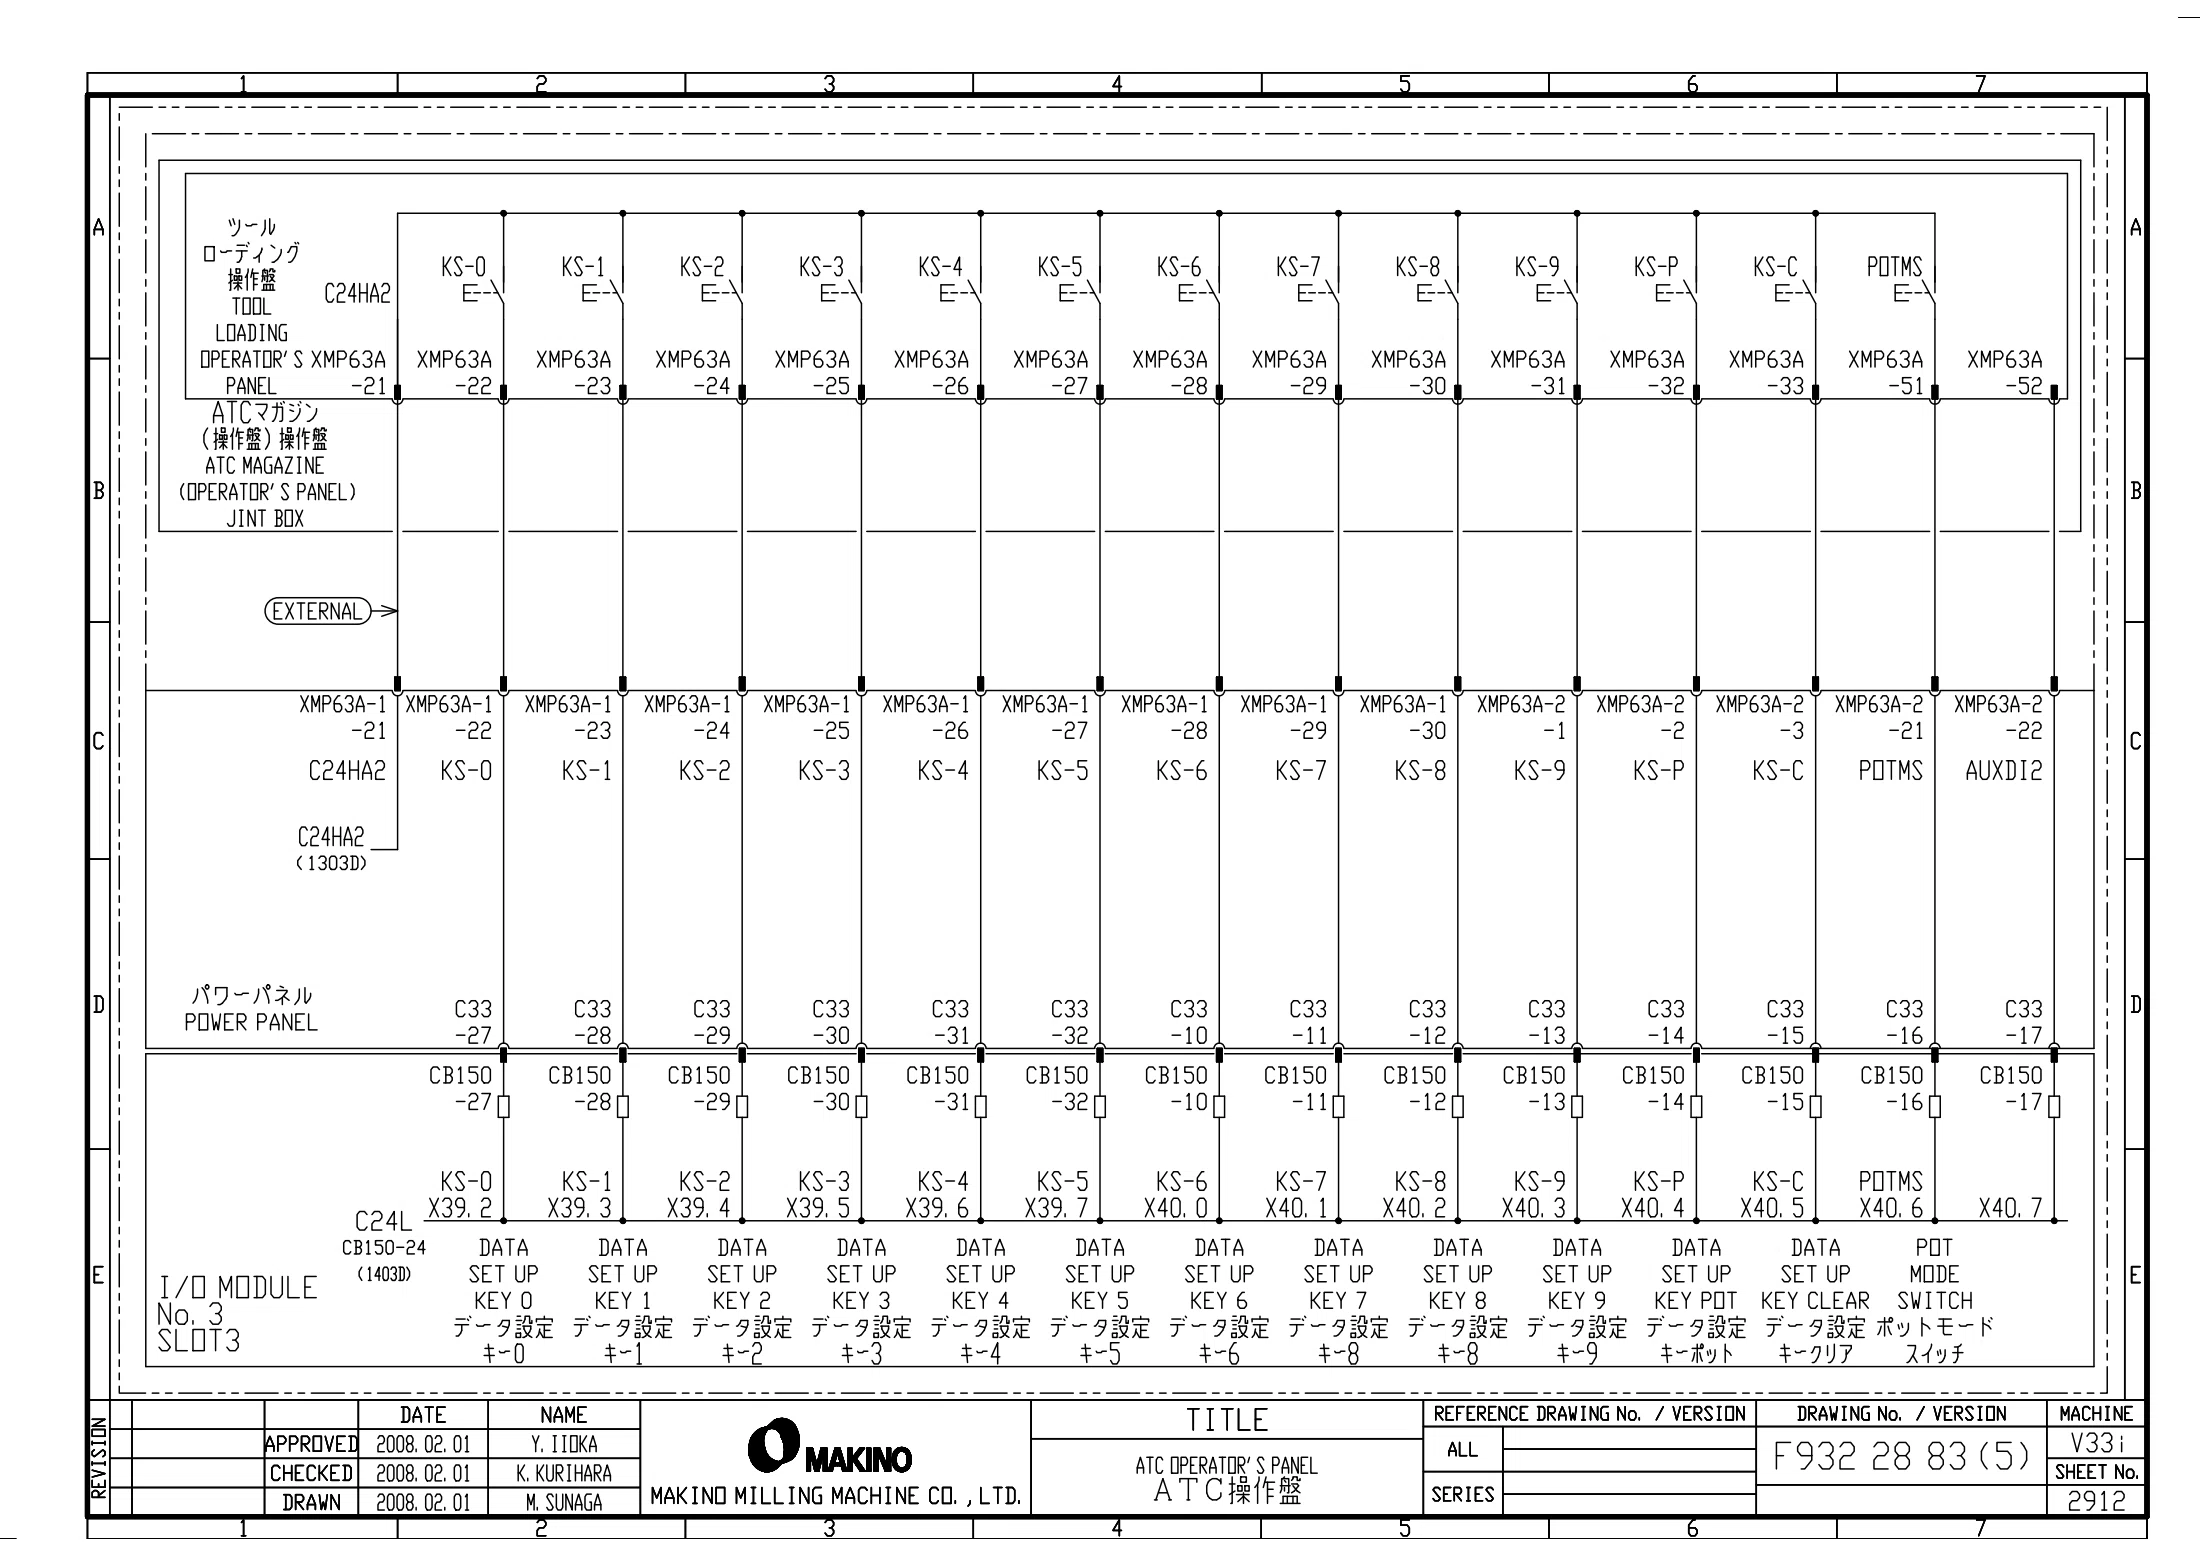 1 2 3 4 5 6 7
A A
ツール
ローディング
操作盤
TOOL
LOADING
OPERATOR'S
PANEL
C24HA2
KS-0 KS-1 KS-2 KS-3 KS-4 KS-5 KS-6 KS-7 KS-8 KS-9 KS-P KS-C POTMS
XMP63A XMP63A XMP63A XMP63A XMP63A XMP63A XMP63A XMP63A XMP63A XMP63A XMP63A XMP63A XMP63A XMP63A XMP63A
-21 -22 -23 -24 -25 -26 -27 -28 -29 -30 -31 -32 -33 -51 -52
ATCマガジン
(操作盤)操作盤
ATC MAGAZINE
(OPERATOR'S PANEL)
JINT BOX
B B
EXTERNAL
XMP63A-1 XMP63A-1 XMP63A-1 XMP63A-1 XMP63A-1 XMP63A-1 XMP63A-1 XMP63A-1 XMP63A-1 XMP63A-1 XMP63A-2 XMP63A-2 XMP63A-2 XMP63A-2 XMP63A-2
-21 -22 -23 -24 -25 -26 -27 -28 -29 -30 -1 -2 -3 -21 -22
C C
C24HA2 KS-0 KS-1 KS-2 KS-3 KS-4 KS-5 KS-6 KS-7 KS-8 KS-9 KS-P KS-C POTMS AUXDI2
C24HA2
(1303D)
パワーパネル
POWER PANEL
D D
C33 C33 C33 C33 C33 C33 C33 C33 C33 C33 C33 C33 C33 C33
-27 -28 -29 -30 -31 -32 -10 -11 -12 -13 -14 -15 -16 -17
CB150 CB150 CB150 CB150 CB150 CB150 CB150 CB150 CB150 CB150 CB150 CB150 CB150 CB150
-27 -28 -29 -30 -31 -32 -10 -11 -12 -13 -14 -15 -16 -17
KS-0 KS-1 KS-2 KS-3 KS-4 KS-5 KS-6 KS-7 KS-8 KS-9 KS-P KS-C POTMS
X39.2 X39.3 X39.4 X39.5 X39.6 X39.7 X40.0 X40.1 X40.2 X40.3 X40.4 X40.5 X40.6 X40.7
C24L
CB150-24
(1403D)
E E
I/O MODULE
No.3
SLOT3
DATA DATA DATA DATA DATA DATA DATA DATA DATA DATA DATA DATA POT
SET UP SET UP SET UP SET UP SET UP SET UP SET UP SET UP SET UP SET UP SET UP SET UP MODE
KEY 0 KEY 1 KEY 2 KEY 3 KEY 4 KEY 5 KEY 6 KEY 7 KEY 8 KEY 9 KEY POT KEY CLEAR SWITCH
データ設定 データ設定 データ設定 データ設定 データ設定 データ設定 データ設定 データ設定 データ設定 データ設定 データ設定 データ設定 ポットモード
キー0 キー1 キー2 キー3 キー4 キー5 キー6 キー8 キー8 キー9 キーポット キークリア スイッチ
REVISION
DATE NAME
APPROVED 2008.02.01 Y. IIOKA
CHECKED 2008.02.01 K. KURIHARA
DRAWN 2008.02.01 M. SUNAGA
MAKINO
MAKINO MILLING MACHINE CO.,LTD.
TITLE
ATC OPERATOR'S PANEL
ATC操作盤
REFERENCE DRAWING No. / VERSION
ALL
SERIES
DRAWING No. / VERSION
F932 28 83(5)
MACHINE
V33i
SHEET No.
2912
1 2 3 4 5 6 7